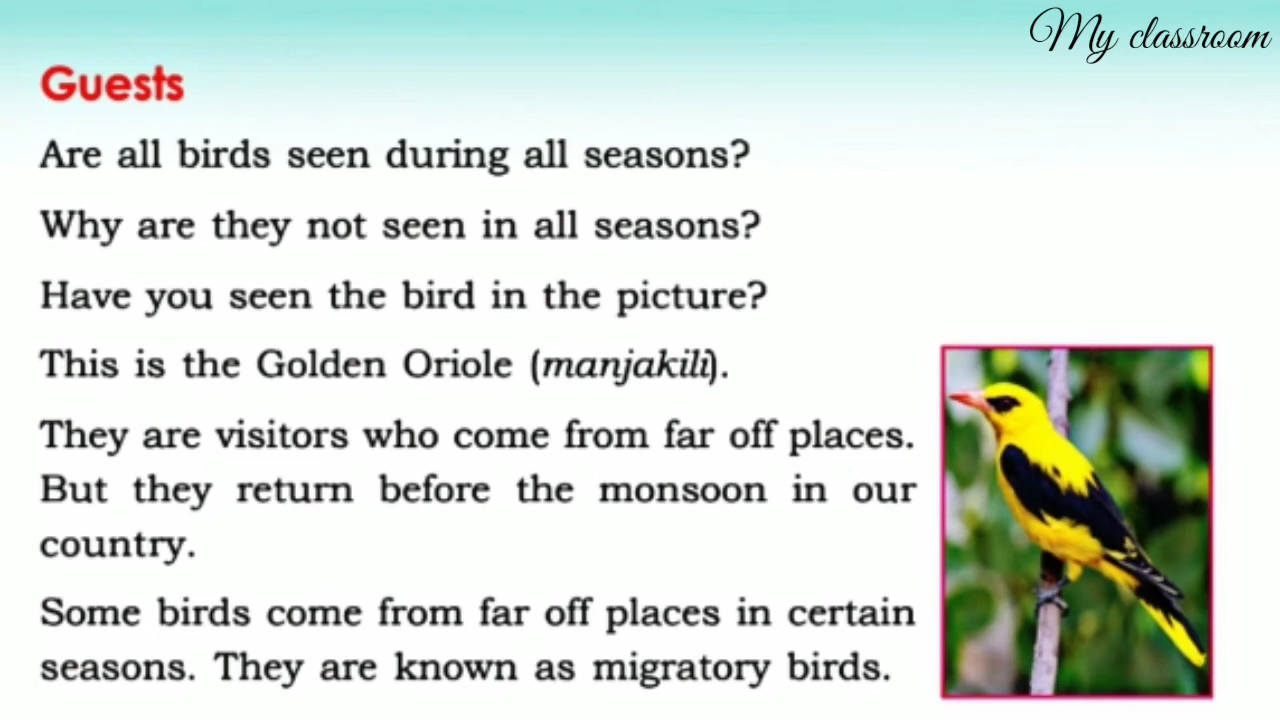 My classroom
Guests
Are all birds seen during all seasons?
Why are they not seen in all seasons?
Have you seen the bird in the picture?
This is the Golden Oriole (manjakili).
They are visitors who come from far off places.
But they return before the monsoon in our
country.
Some birds come from far off places in certain
seasons. They are known as migratory birds.